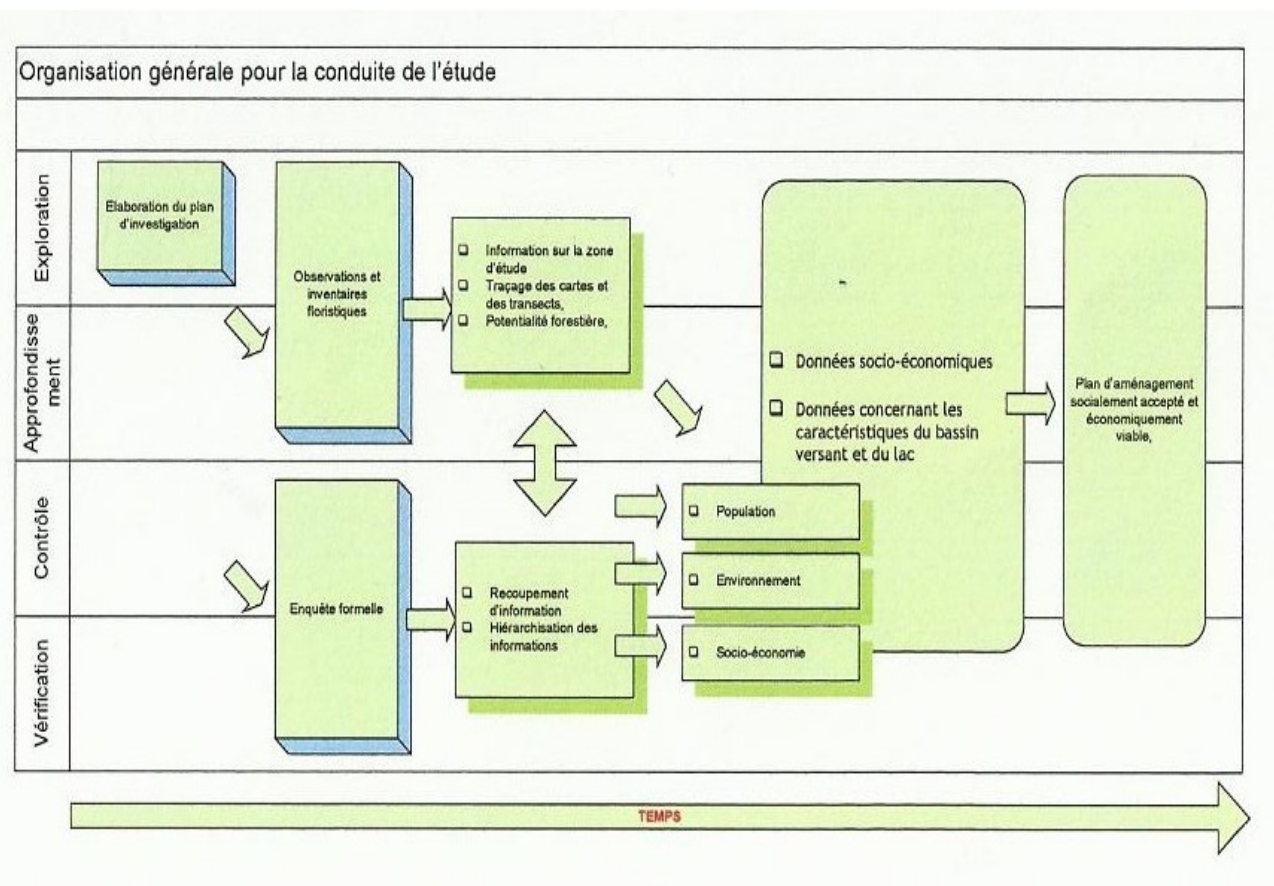 Organisation générale pour la conduite de l'étude
Exploration
Elaboration du plan
d'investigation
Observations et
inventaires
floristiques
❑ Information sur la zone
d'étude
❑ Traçage des cartes et
des transects,
❑ Potentialité forestière,
Approfondisse
ment
❑ Données socio-économiques
❑ Données concernant les
caractéristiques du bassin
versant et du lac
Plan d'aménagement
socialement accepté et
économiquement
viable,
Contrôle
Enquête formelle
❑ Recoupement
d'information
❑ Hiérarchisation des
informations
❑ Population
❑ Environnement
❑ Socio-économie
Vérification
TEMPS